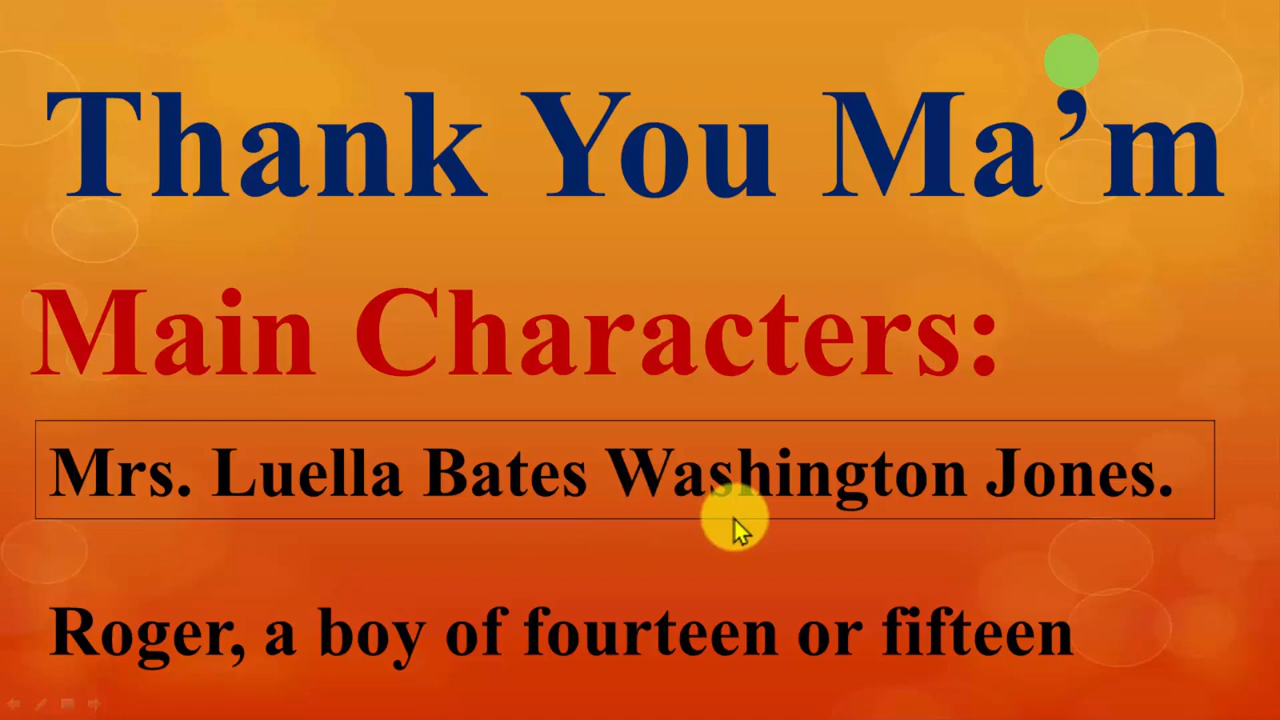 Thank You Ma’m
Main Characters:
Mrs. Luella Bates Washington Jones.
Roger, a boy of fourteen or fifteen